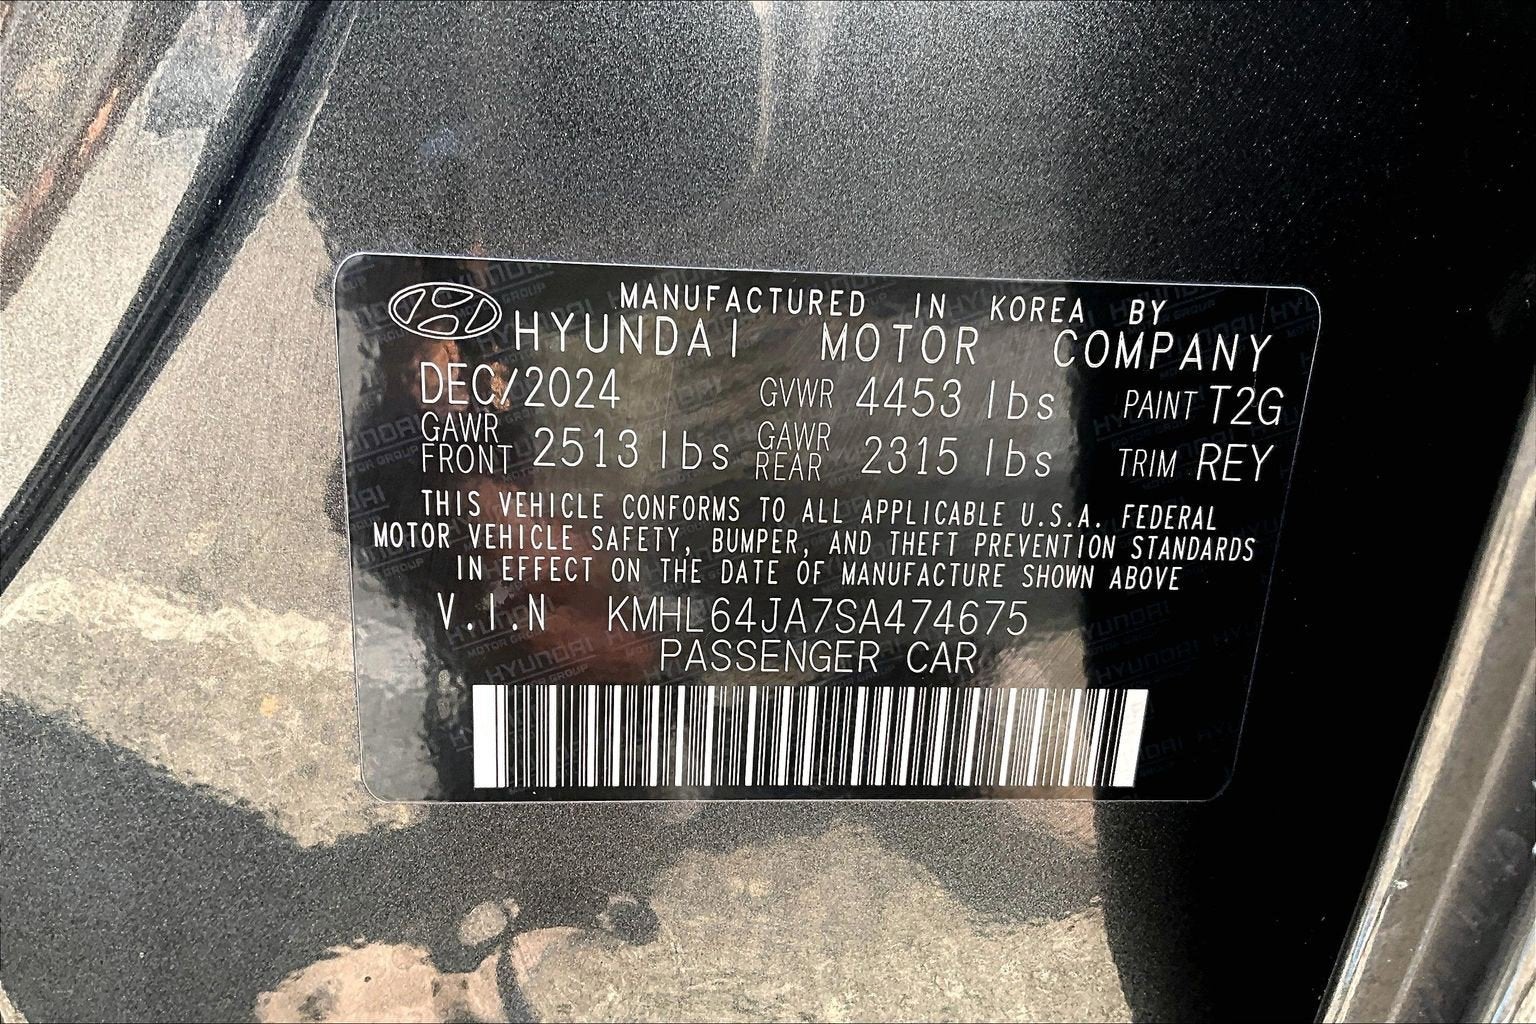 MANUFACTURED IN KOREA BY
HYUNDAI MOTOR COMPANY
DEC/2024 GVWR 4453 lbs PAINT T2G
GAWR FRONT 2513 lbs GAWR REAR 2315 lbs TRIM REY
THIS VEHICLE CONFORMS TO ALL APPLICABLE U.S.A. FEDERAL
MOTOR VEHICLE SAFETY, BUMPER, AND THEFT PREVENTION STANDARDS
IN EFFECT ON THE DATE OF MANUFACTURE SHOWN ABOVE
V.I.N KMHL64JA7SA474675
PASSENGER CAR